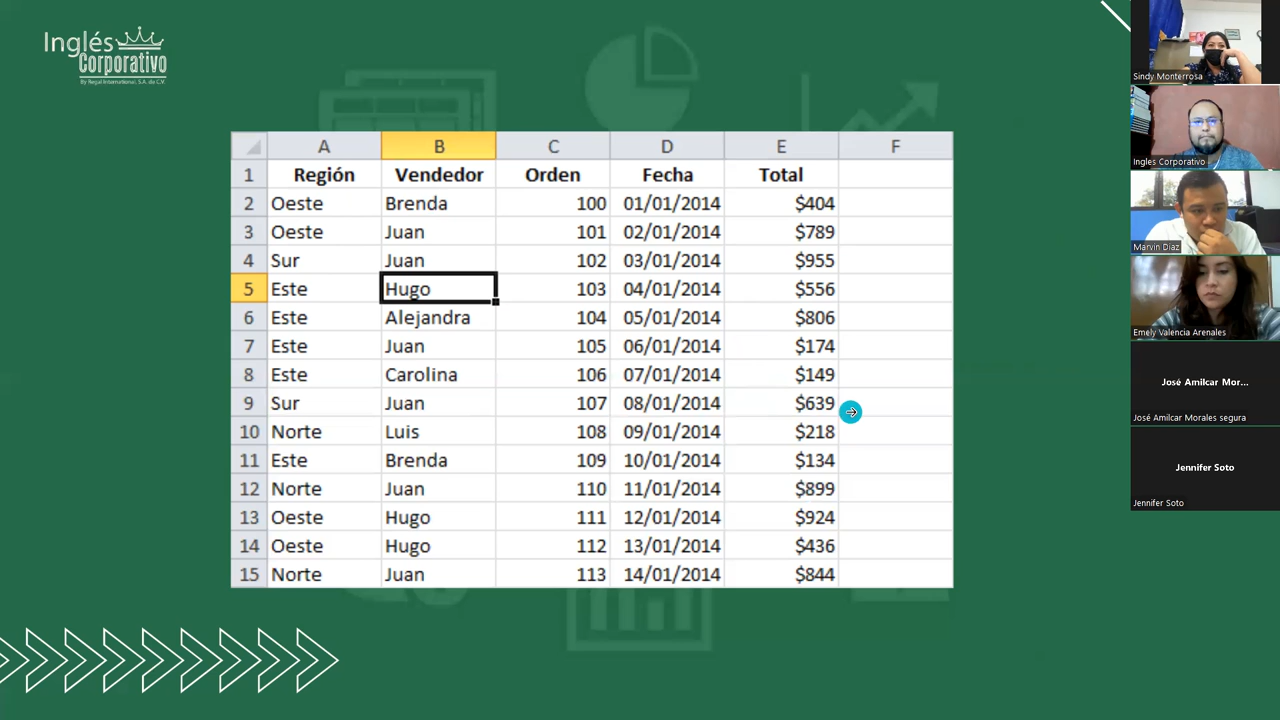 Inglés
Corporativo
By Regal International, S.A. de C.V.
A B C D E F
1 Región Vendedor Orden Fecha Total
2 Oeste Brenda 100 01/01/2014 $404
3 Oeste Juan 101 02/01/2014 $789
4 Sur Juan 102 03/01/2014 $955
5 Este Hugo 103 04/01/2014 $556
6 Este Alejandra 104 05/01/2014 $806
7 Este Juan 105 06/01/2014 $174
8 Este Carolina 106 07/01/2014 $149
9 Sur Juan 107 08/01/2014 $639
10 Norte Luis 108 09/01/2014 $218
11 Este Brenda 109 10/01/2014 $134
12 Norte Juan 110 11/01/2014 $899
13 Oeste Hugo 111 12/01/2014 $924
14 Oeste Hugo 112 13/01/2014 $436
15 Norte Juan 113 14/01/2014 $844
Sindy Monterrosa
Ingles Corporativo
Marvin Diaz
Emely Valencia Arenales
José Amilcar Mor...
José Amilcar Morales segura
Jennifer Soto
Jennifer Soto